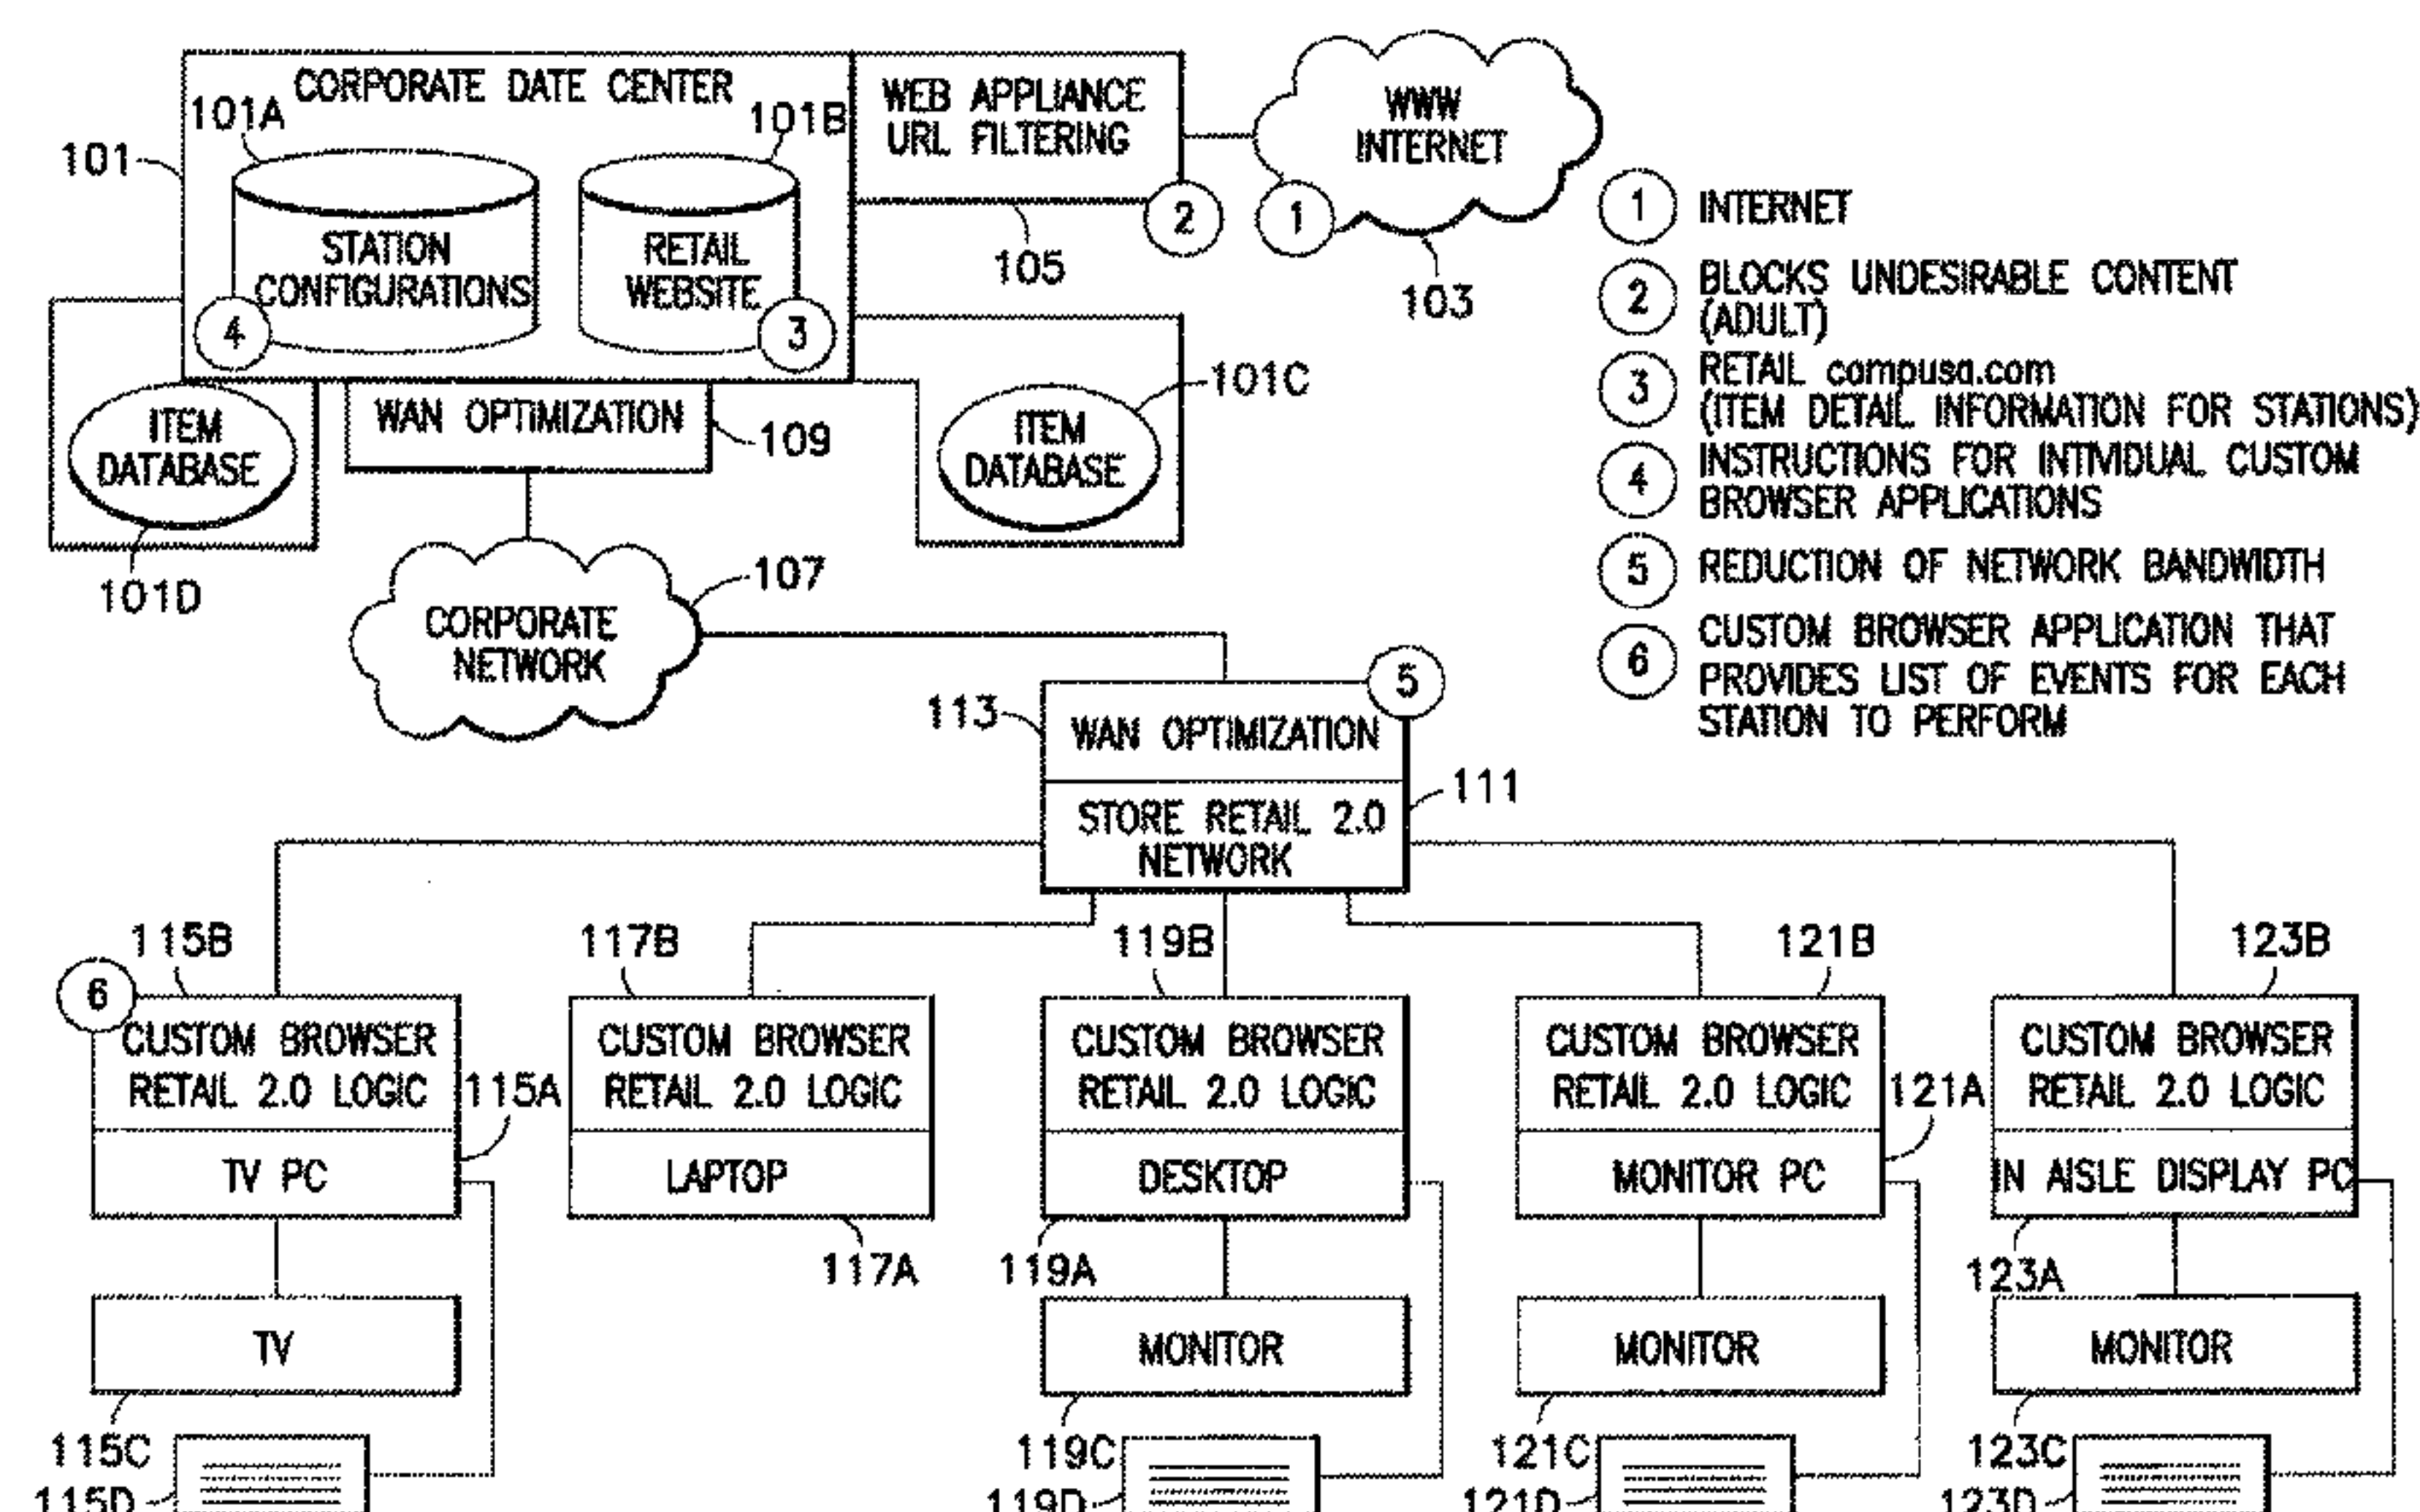 CORPORATE DATE CENTER
101A
101B
101
STATION
CONFIGURATIONS
4
RETAIL
WEBSITE
3
WEB APPLIANCE
URL FILTERING
2
105
WWW
INTERNET
1
103
ITEM
DATABASE
101D
WAN OPTIMIZATION
109
ITEM
DATABASE
101C
CORPORATE
NETWORK
107
1 INTERNET
2 BLOCKS UNDESIRABLE CONTENT
(ADULT)
3 RETAIL compusa.com
(ITEM DETAIL INFORMATION FOR STATIONS)
4 INSTRUCTIONS FOR INTIVIDUAL CUSTOM
BROWSER APPLICATIONS
5 REDUCTION OF NETWORK BANDWIDTH
6 CUSTOM BROWSER APPLICATION THAT
PROVIDES LIST OF EVENTS FOR EACH
STATION TO PERFORM
5
113
WAN OPTIMIZATION
111
STORE RETAIL 2.0
NETWORK
115B
6
CUSTOM BROWSER
RETAIL 2.0 LOGIC
115A
TV PC
TV
115C
115D
117B
CUSTOM BROWSER
RETAIL 2.0 LOGIC
LAPTOP
117A
119B
CUSTOM BROWSER
RETAIL 2.0 LOGIC
DESKTOP
119A
MONITOR
119C
119D
121B
CUSTOM BROWSER
RETAIL 2.0 LOGIC
121A
MONITOR PC
MONITOR
121C
121D
123B
CUSTOM BROWSER
RETAIL 2.0 LOGIC
IN AISLE DISPLAY PC
123A
MONITOR
123C
123D